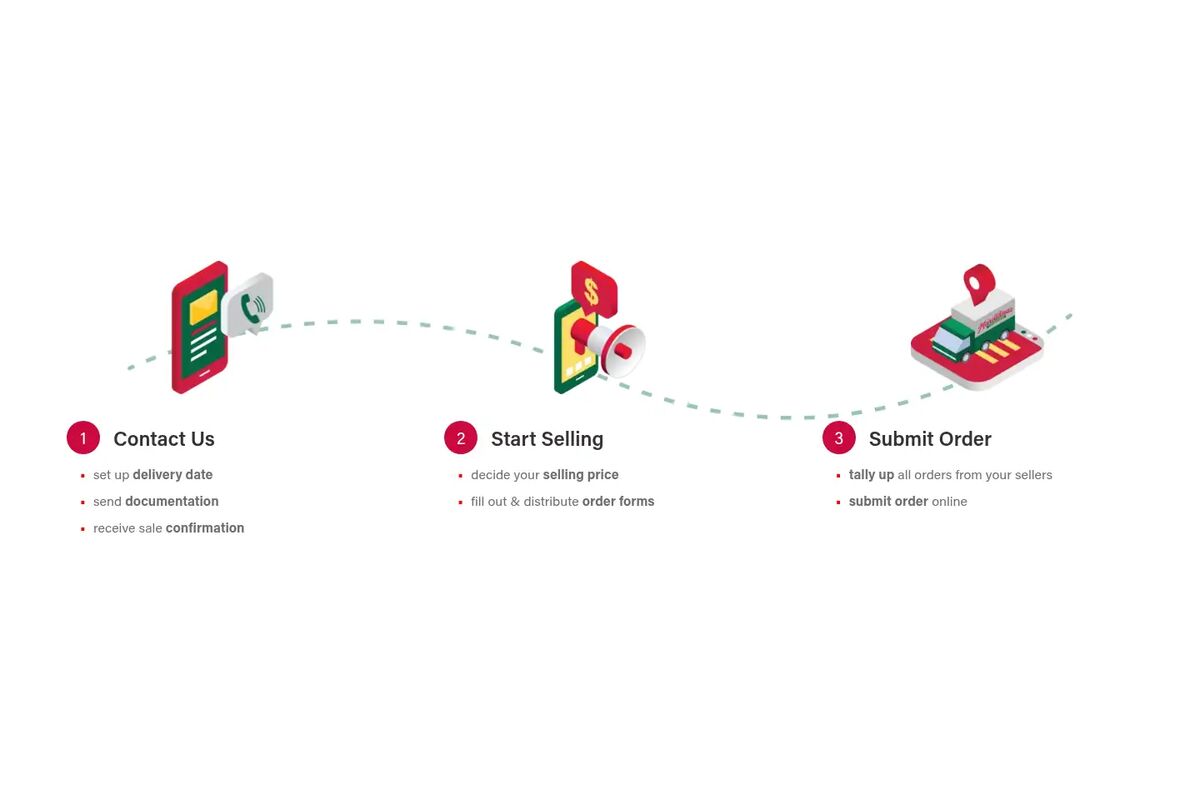 $
1 Contact Us
set up delivery date
send documentation
receive sale confirmation
2 Start Selling
decide your selling price
fill out & distribute order forms
3 Submit Order
tally up all orders from your sellers
submit order online